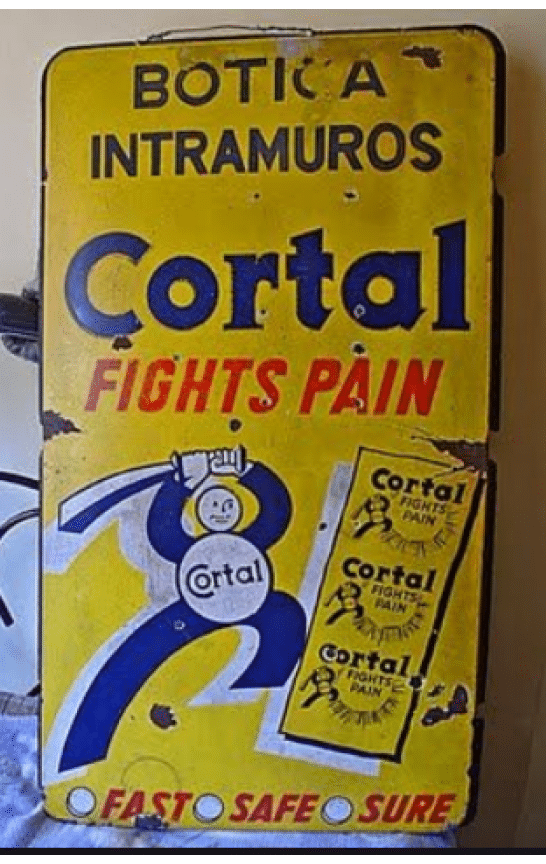 BOTICA
INTRAMUROS
Cortal
FIGHTS PAIN
Cortal
Cortal
FIGHTS
PAIN
Cortal
FIGHTS
PAIN
Cortal
FIGHTS
PAIN
FAST SAFE SURE